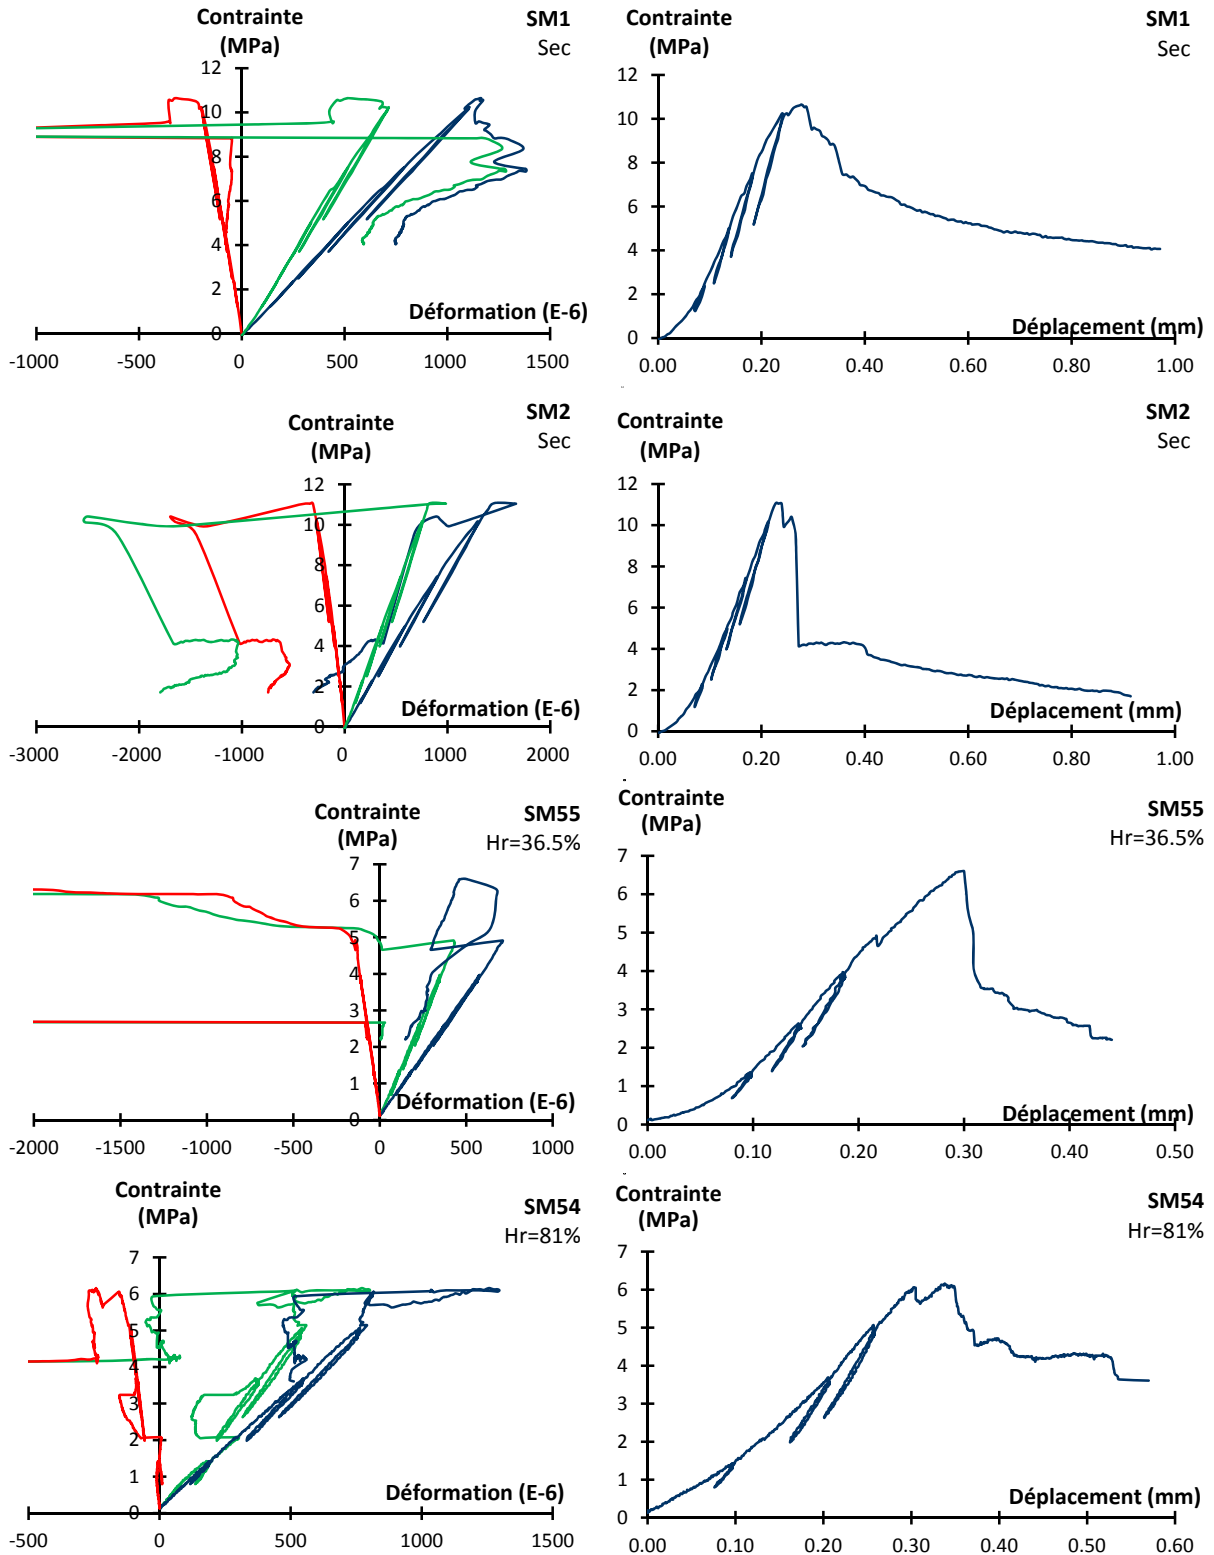 Contrainte
(MPa)
SM1
Sec
12
10
8
6
4
2
0
Déformation (E-6)
-1000 -500 0 500 1000 1500
Contrainte
(MPa)
SM1
Sec
12
10
8
6
4
2
0
Déplacement (mm)
0.00 0.20 0.40 0.60 0.80 1.00
Contrainte
(MPa)
SM2
Sec
12
10
8
6
4
2
0
Déformation (E-6)
-3000 -2000 -1000 0 1000 2000
Contrainte
(MPa)
SM2
Sec
12
10
8
6
4
2
0
Déplacement (mm)
0.00 0.20 0.40 0.60 0.80 1.00
Contrainte
(MPa)
SM55
Hr=36.5%
7
6
5
4
3
2
1
0
Déformation (E-6)
-2000 -1500 -1000 -500 0 500 1000
Contrainte
(MPa)
SM55
Hr=36.5%
7
6
5
4
3
2
1
0
Déplacement (mm)
0.00 0.10 0.20 0.30 0.40 0.50
Contrainte
(MPa)
SM54
Hr=81%
7
6
5
4
3
2
1
0
Déformation (E-6)
-500 0 500 1000 1500
Contrainte
(MPa)
SM54
Hr=81%
7
6
5
4
3
2
1
0
Déplacement (mm)
0.00 0.10 0.20 0.30 0.40 0.50 0.60